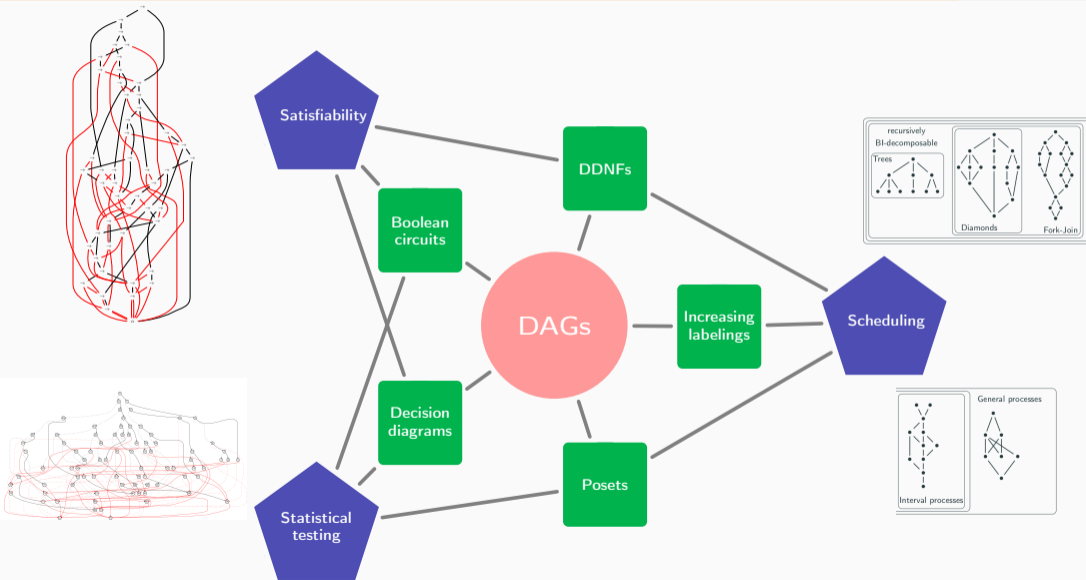 Satisfiability
DDNFs
Boolean
circuits
DAGs
Increasing
labelings
Scheduling
Decision
diagrams
Posets
Statistical
testing
recursively
BI-decomposable
Trees
Diamonds
Fork-Join
General processes
Interval processes